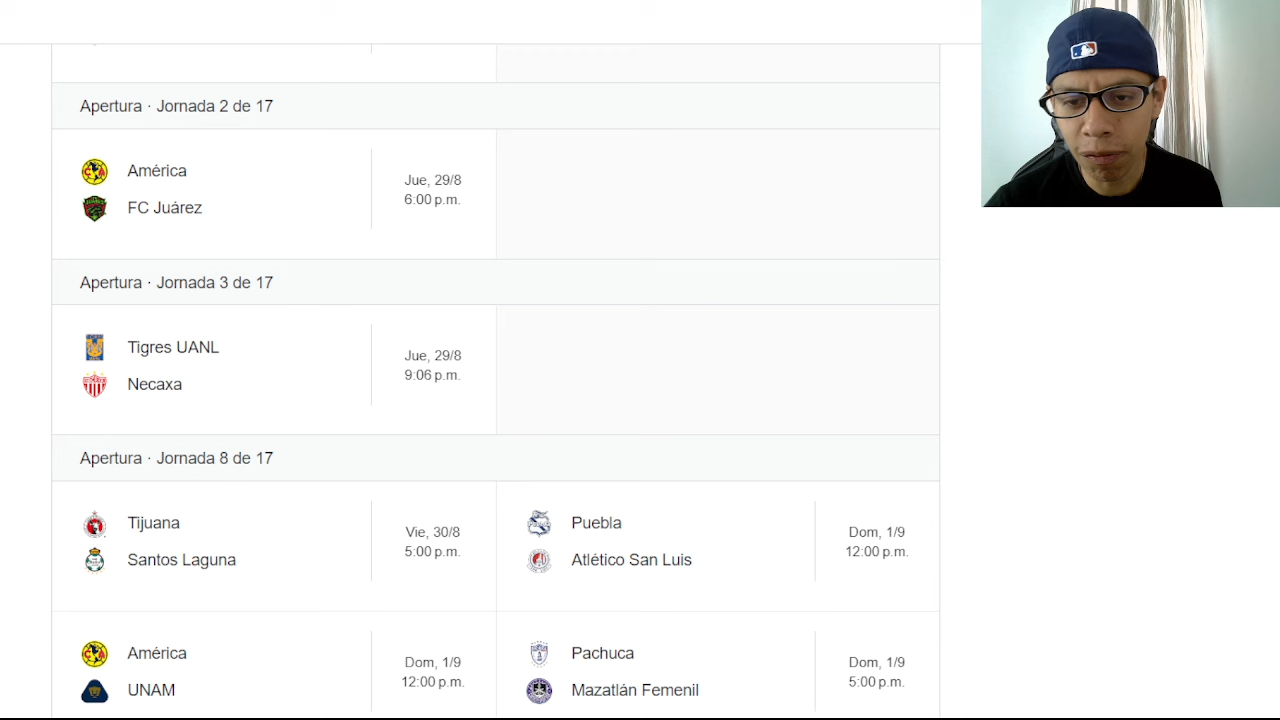 Apertura · Jornada 2 de 17
América
FC Juárez
Jue, 29/8
6:00 p.m.
Apertura · Jornada 3 de 17
Tigres UANL
Necaxa
Jue, 29/8
9:06 p.m.
Apertura · Jornada 8 de 17
Tijuana
Santos Laguna
Vie, 30/8
5:00 p.m.
Puebla
Atlético San Luis
Dom, 1/9
12:00 p.m.
América
UNAM
Dom, 1/9
12:00 p.m.
Pachuca
Mazatlán Femenil
Dom, 1/9
5:00 p.m.